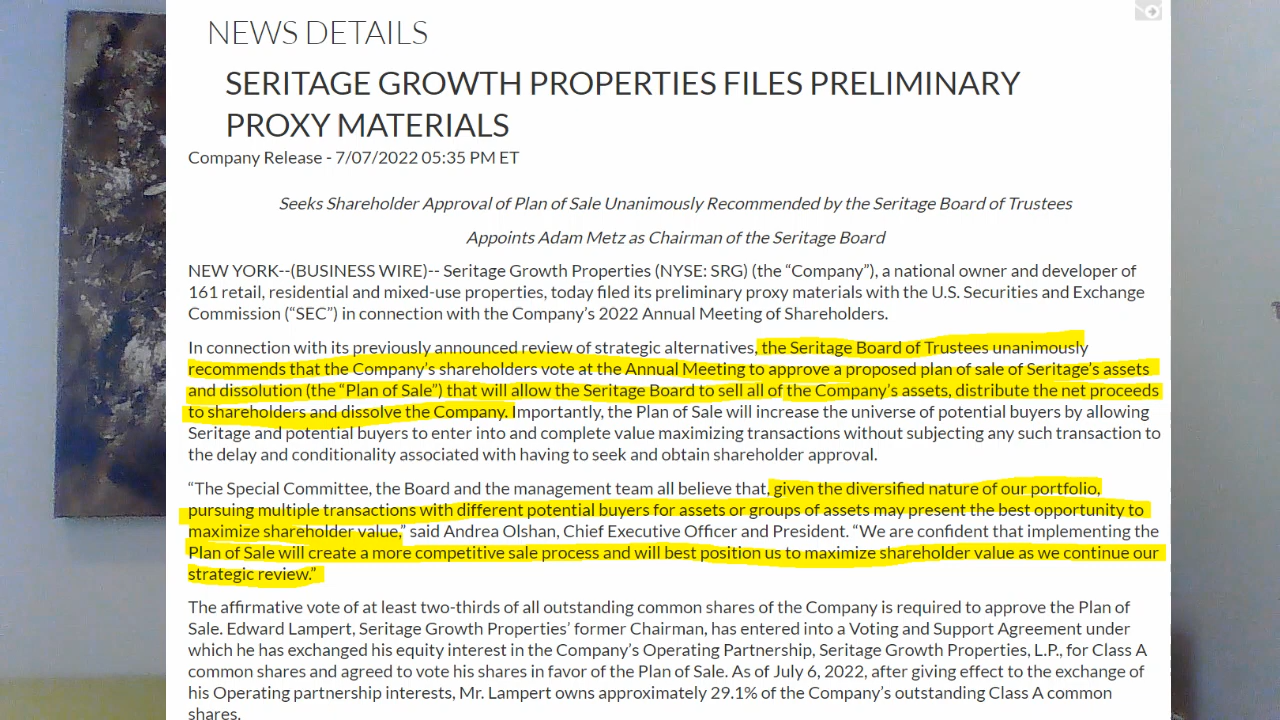 NEWS DETAILS
SERITAGE GROWTH PROPERTIES FILES PRELIMINARY
PROXY MATERIALS
Company Release - 7/07/2022 05:35 PM ET
Seeks Shareholder Approval of Plan of Sale Unanimously Recommended by the Seritage Board of Trustees
Appoints Adam Metz as Chairman of the Seritage Board
NEW YORK--(BUSINESS WIRE)-- Seritage Growth Properties (NYSE: SRG) (the “Company”), a national owner and developer of
161 retail, residential and mixed-use properties, today filed its preliminary proxy materials with the U.S. Securities and Exchange
Commission (“SEC”) in connection with the Company’s 2022 Annual Meeting of Shareholders.
In connection with its previously announced review of strategic alternatives, the Seritage Board of Trustees unanimously
recommends that the Company’s shareholders vote at the Annual Meeting to approve a proposed plan of sale of Seritage’s assets
and dissolution (the “Plan of Sale”) that will allow the Seritage Board to sell all of the Company’s assets, distribute the net proceeds
to shareholders and dissolve the Company. Importantly, the Plan of Sale will increase the universe of potential buyers by allowing
Seritage and potential buyers to enter into and complete value maximizing transactions without subjecting any such transaction to
the delay and conditionality associated with having to seek and obtain shareholder approval.
“The Special Committee, the Board and the management team all believe that, given the diversified nature of our portfolio,
pursuing multiple transactions with different potential buyers for assets or groups of assets may present the best opportunity to
maximize shareholder value,” said Andrea Olshan, Chief Executive Officer and President. “We are confident that implementing the
Plan of Sale will create a more competitive sale process and will best position us to maximize shareholder value as we continue our
strategic review.”
The affirmative vote of at least two-thirds of all outstanding common shares of the Company is required to approve the Plan of
Sale. Edward Lampert, Seritage Growth Properties’ former Chairman, has entered into a Voting and Support Agreement under
which he has exchanged his equity interest in the Company’s Operating Partnership, Seritage Growth Properties, L.P., for Class A
common shares and agreed to vote his shares in favor of the Plan of Sale. As of July 6, 2022, after giving effect to the exchange of
his Operating partnership interests, Mr. Lampert owns approximately 29.1% of the Company’s outstanding Class A common
shares.